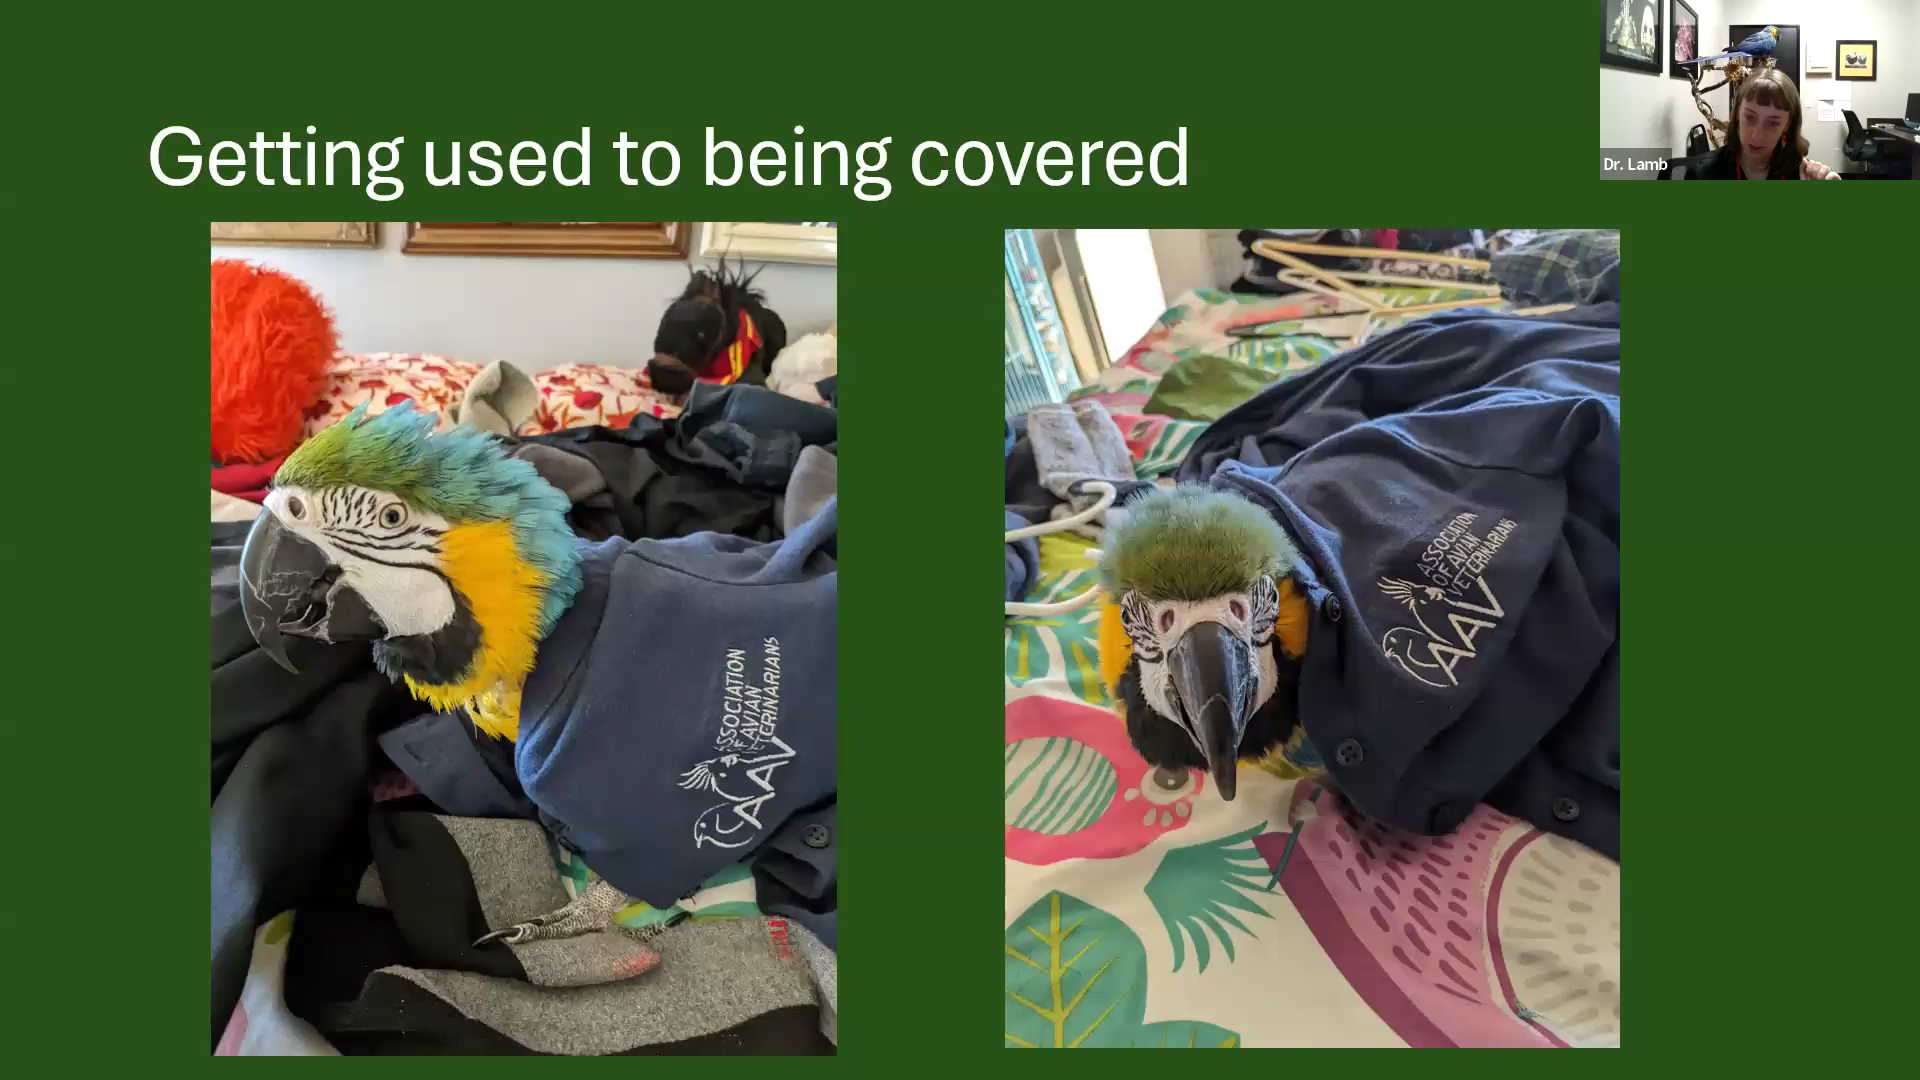 Getting used to being covered
Dr. Lamb
ASSOCIATION
OF AVIAN
VETERINARIANS
AAV
ASSOCIATION
OF AVIAN
VETERINARIANS
AAV